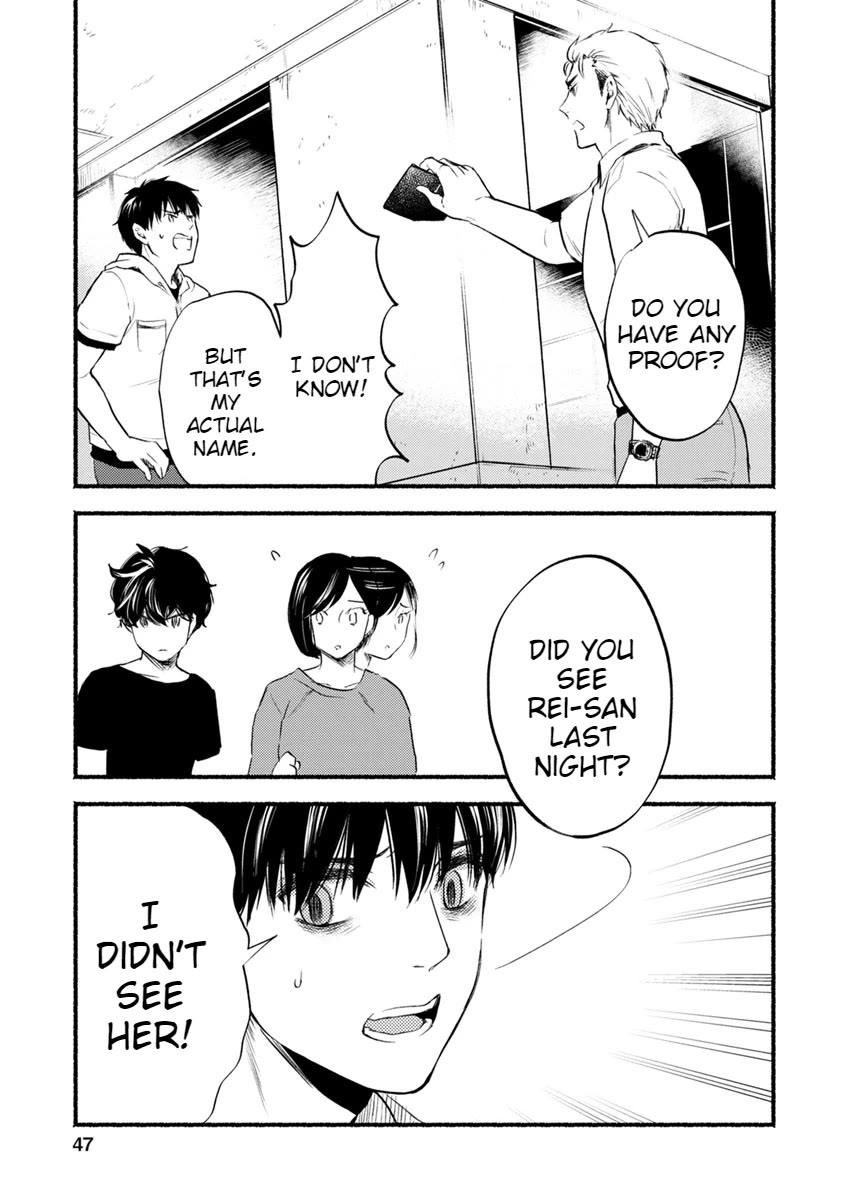 DO YOU
HAVE ANY
PROOF?
I DON'T
KNOW!
BUT
THAT'S
MY
ACTUAL
NAME.
DID YOU
SEE
REI-SAN
LAST
NIGHT?
I
DIDN'T
SEE
HER!
47